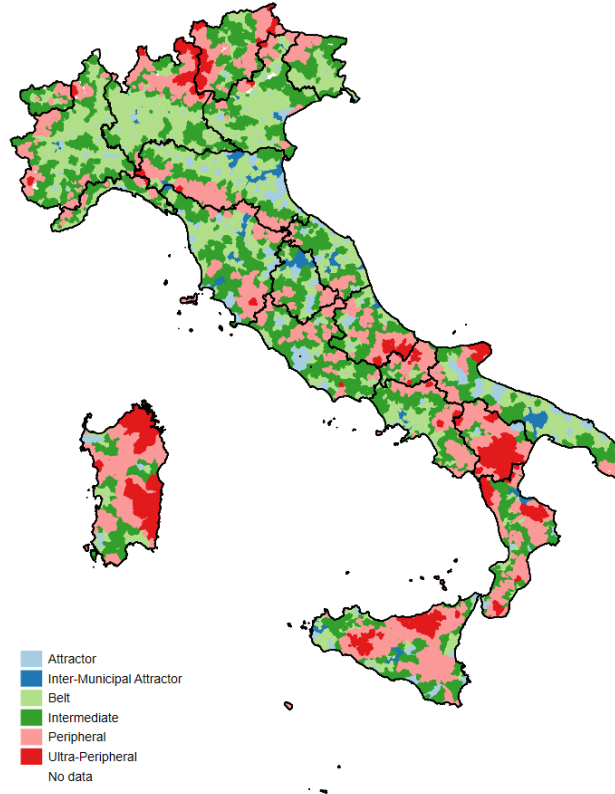 Attractor
Inter-Municipal Attractor
Belt
Intermediate
Peripheral
Ultra-Peripheral
No data